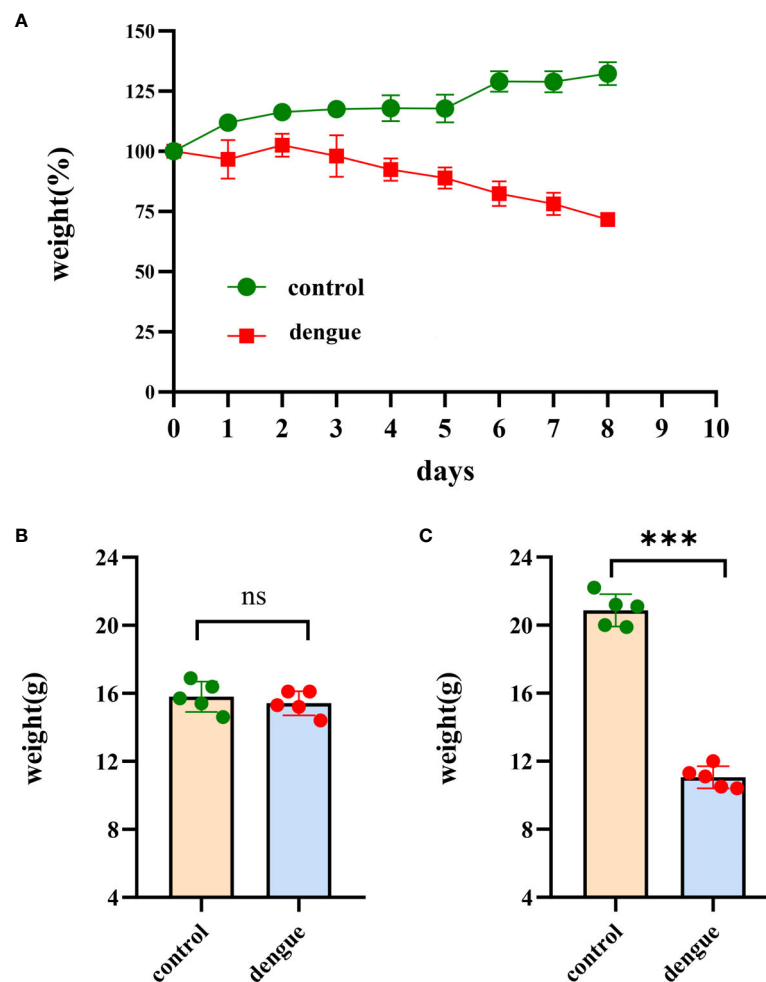 A
150
125
100
75
50
25
0
weight(%)
control
dengue
0 1 2 3 4 5 6 7 8 9 10
days
B
24
20
16
12
8
4
weight(g)
ns
control
dengue
C
24
20
16
12
8
4
weight(g)
***
control
dengue